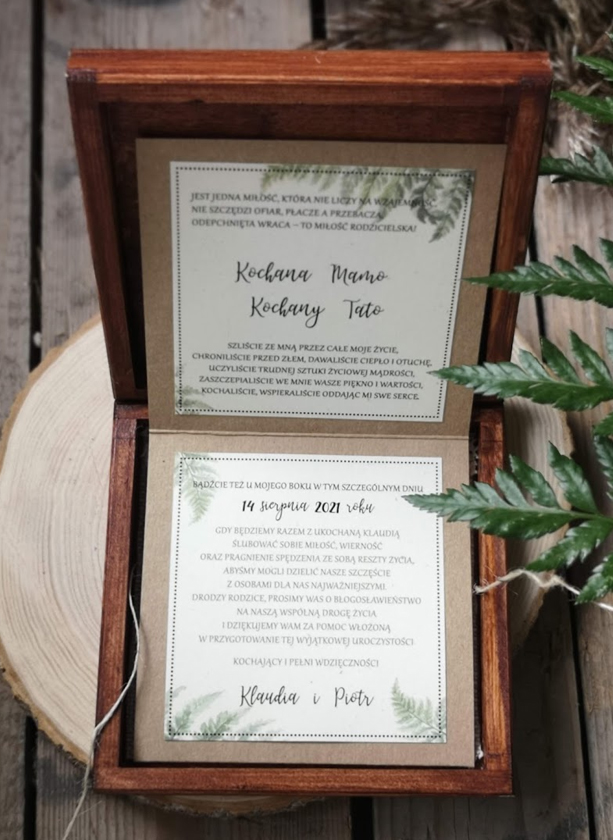 JEST JEDNA MIŁOŚĆ, KTÓRA NIE LICZY NA WZAJEMNOŚĆ,
NIE SZCZĘDZI OFIAR, PŁACZE A PRZEBACZA,
ODEPCHNIĘTA WRACA – TO MIŁOŚĆ RODZICIELSKA!
Kochana Mamo
Kochany Tato
SZLIŚCIE ZE MNĄ PRZEZ CAŁE MOJE ŻYCIE,
CHRONILIŚCIE PRZED ZŁEM, DAWALIŚCIE CIEPŁO I OTUCHĘ,
UCZYLIŚCIE TRUDNEJ SZTUKI ŻYCIOWEJ MĄDROŚCI,
ZASZCZEPIALIŚCIE WE MNIE WASZE PIĘKNO I WARTOŚCI,
KOCHALIŚCIE, WSPIERALIŚCIE ODDAJĄC MI SWE SERCE.
BĄDŹCIE TEŻ U MOJEGO BOKU W TYM SZCZEGÓLNYM DNIU
14 sierpnia 2021 roku
GDY BĘDZIEMY RAZEM Z UKOCHANĄ KLAUDIĄ
ŚLUBOWAĆ SOBIE MIŁOŚĆ, WIERNOŚĆ
ORAZ PRAGNIENIE SPĘDZENIA ZE SOBĄ RESZTY ŻYCIA,
ABYŚMY MOGLI DZIELIĆ NASZE SZCZĘŚCIE
Z OSOBAMI DLA NAS NAJWAŻNIEJSZYMI.
DRODZY RODZICE, PROSIMY WAS O BŁOGOSŁAWIEŃSTWO
NA NASZĄ WSPÓLNĄ DROGĘ ŻYCIA
I DZIĘKUJEMY WAM ZA POMOC WŁOŻONĄ
W PRZYGOTOWANIE TEJ WYJĄTKOWEJ UROCZYSTOŚCI
KOCHAJĄCY I PEŁNI WDZIĘCZNOŚCI
Klaudia i Piotr